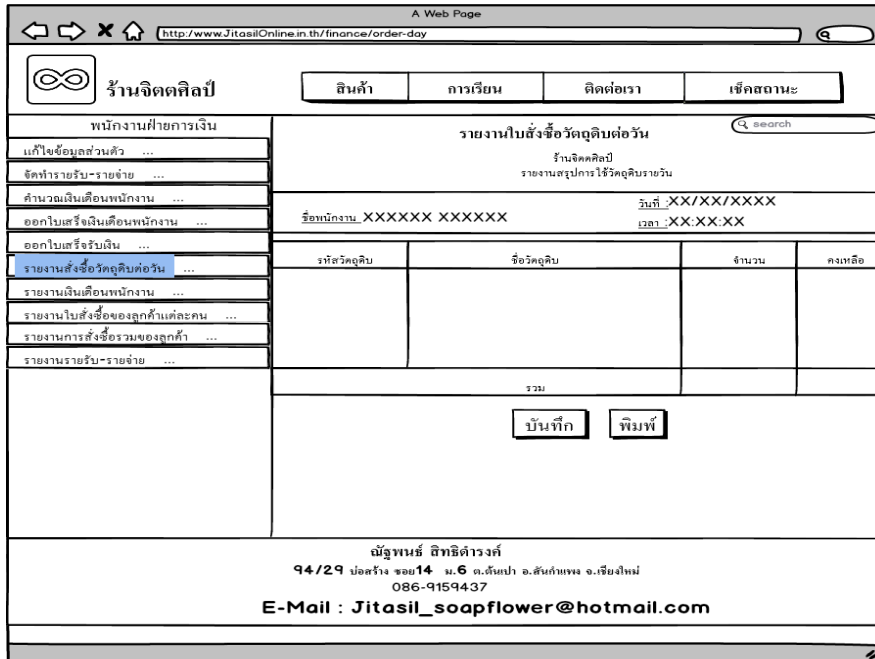 A Web Page
http:/www.JitasilOnline.in.th/finance/order-day
ร้านจิตตศิลป์
สินค้า การเรียน ติดต่อเรา เช็คสถานะ
พนักงานฝ่ายการเงิน
แก้ไขข้อมูลส่วนตัว ...
จัดทำรายรับ-รายจ่าย ...
คำนวณเงินเดือนพนักงาน ...
ออกใบเสร็จเงินเดือนพนักงาน ...
ออกใบเสร็จรับเงิน ...
รายงานสั่งซื้อวัตถุดิบต่อวัน ...
รายงานเงินเดือนพนักงาน ...
รายงานใบสั่งซื้อของลูกค้าแต่ละคน ...
รายงานการสั่งซื้อรวมของลูกค้า ...
รายงานรายรับ-รายจ่าย ...
search
รายงานใบสั่งซื้อวัตถุดิบต่อวัน
ร้านจิตตศิลป์
รายงานสรุปการใช้วัตถุดิบรายวัน
วันที่ :XX/XX/XXXX
ชื่อพนักงาน XXXXXX XXXXXX
เวลา :XX:XX:XX
รหัสวัตถุดิบ ชื่อวัตถุดิบ จำนวน คงเหลือ
รวม
บันทึก พิมพ์
ณัฐพนธ์ สิทธิดำรงค์
94/29 บ่อสร้าง ซอย14 ม.6 ต.ต้นเปา อ.สันกำแพง จ.เชียงใหม่
086-9159437
E-Mail : Jitasil_soapflower@hotmail.com